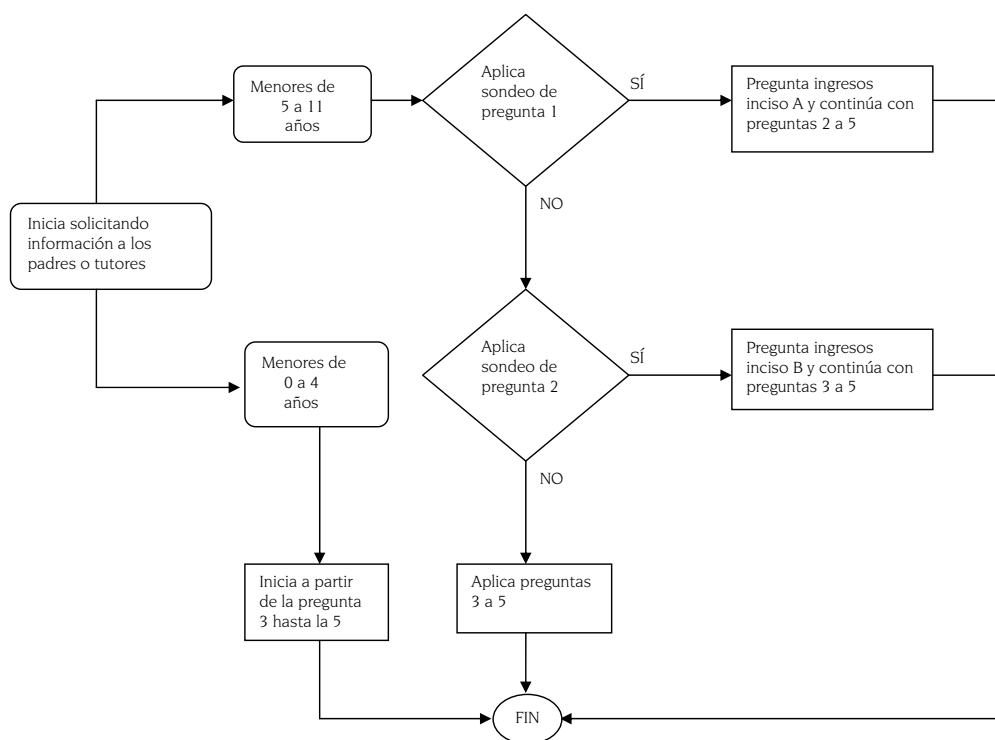 Inicia solicitando
información a los
padres o tutores
Menores de
5 a 11
años
Aplica
sondeo de
pregunta 1
SÍ
Pregunta ingresos
inciso A y continúa con
preguntas 2 a 5
NO
Menores de
0 a 4
años
Aplica
sondeo de
pregunta 2
SÍ
Pregunta ingresos
inciso B y continúa con
preguntas 3 a 5
NO
Inicia a partir
de la pregunta
3 hasta la 5
Aplica preguntas
3 a 5
FIN